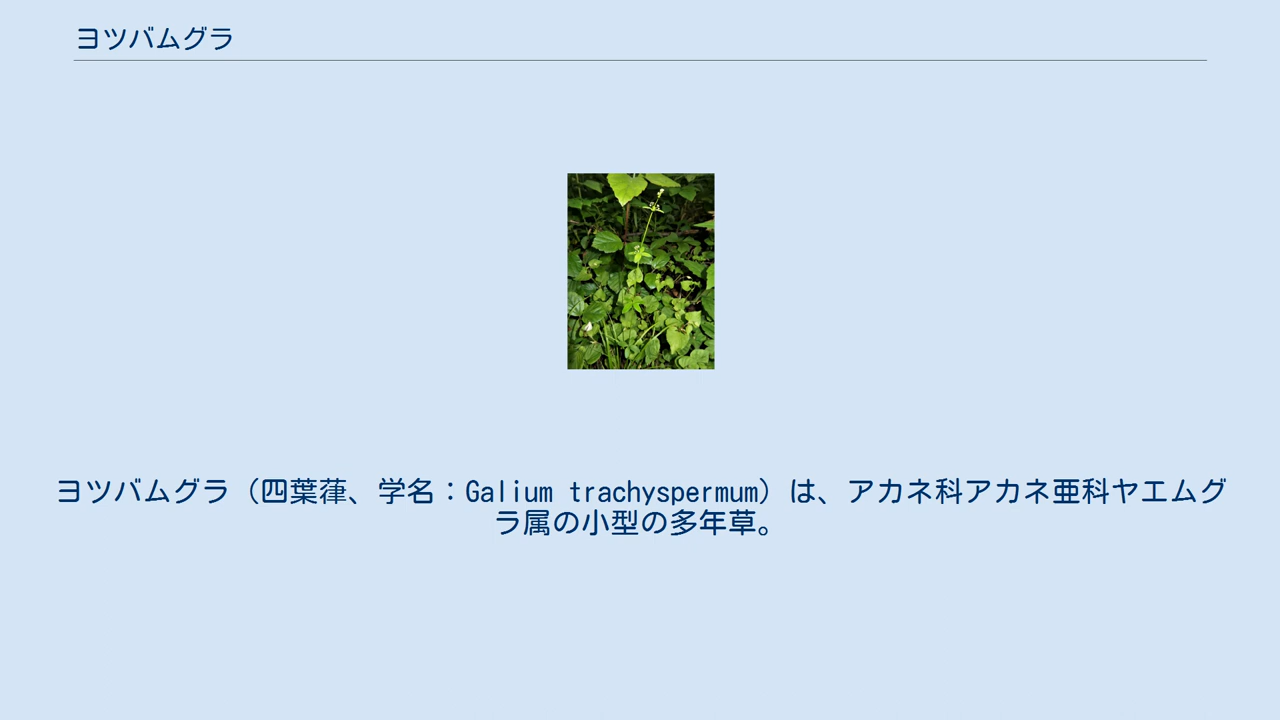 ヨツバムグラ
ヨツバムグラ（四葉葎、学名：Galium trachyspermum）は、アカネ科アカネ亜科ヤエムグ
ラ属の小型の多年草。